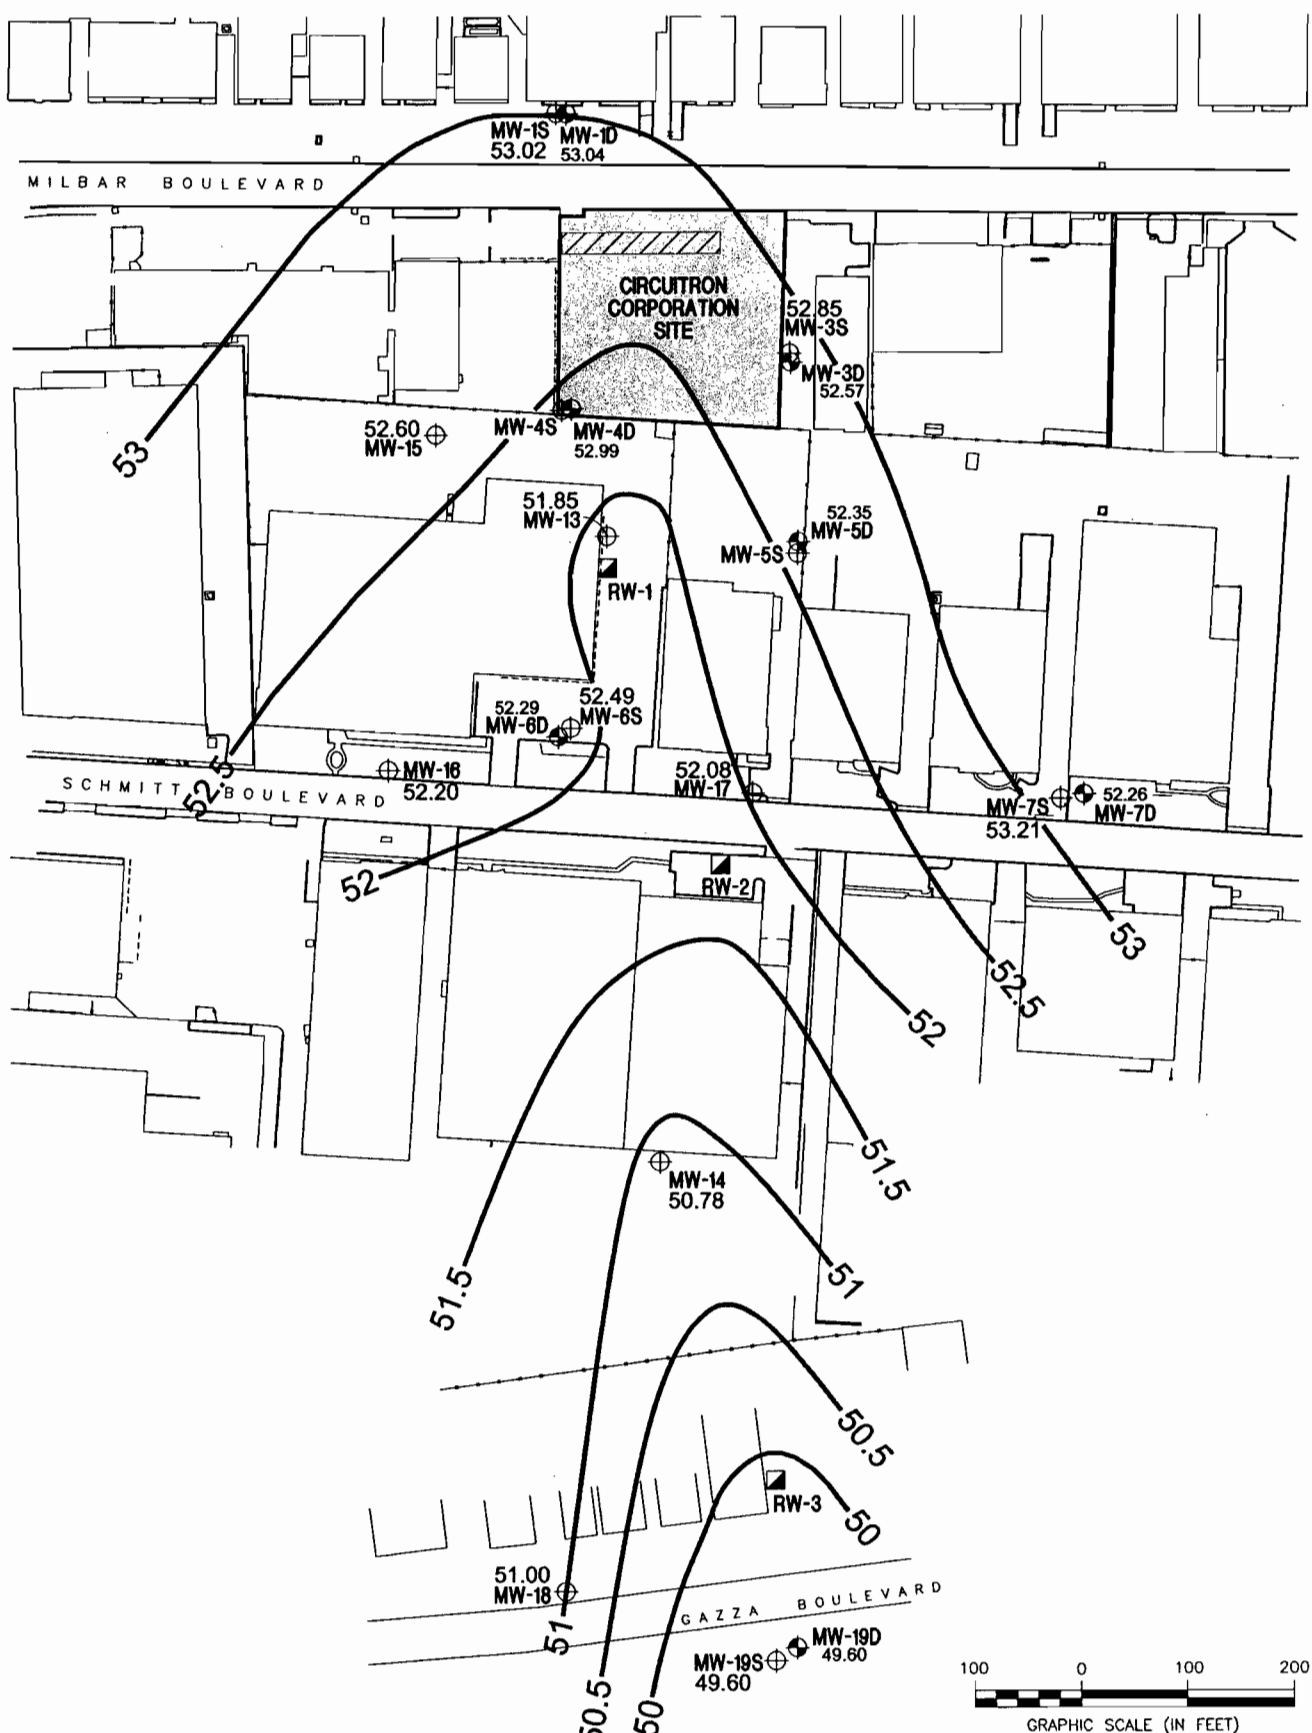 MW-1S
53.02
MW-1D
53.04
MILBAR BOULEVARD
CIRCUITRON
CORPORATION
SITE
52.85
MW-3S
MW-3D
52.57
53
52.60
MW-15
MW-4S
MW-4D
52.99
51.85
MW-13
52.35
MW-5D
MW-5S
RW-1
52.49
MW-6S
52.29
MW-6D
52.5
MW-16
52.20
52.08
MW-17
MW-7S
53.21
52.26
MW-7D
SCHMITT BOULEVARD
52
RW-2
53
52.5
52
51.5
MW-14
50.78
51.5
51
50.5
RW-3
50
51.00
MW-18
GAZZA BOULEVARD
51
MW-19D
49.60
MW-19S
49.60
50.5
50
100 0 100 200
GRAPHIC SCALE (IN FEET)